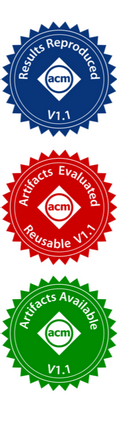 Results Reproduced
acm
V1.1
Artifacts Evaluated
acm
Reusable V1.1
Artifacts Available
acm
V1.1